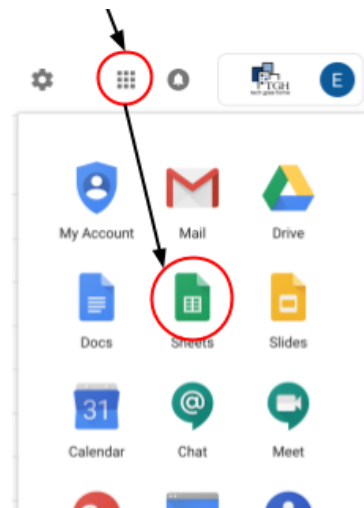 TGH
tech goes home
E
My Account Mail Drive
Docs Sheets Slides
31
@
Calendar Chat Meet